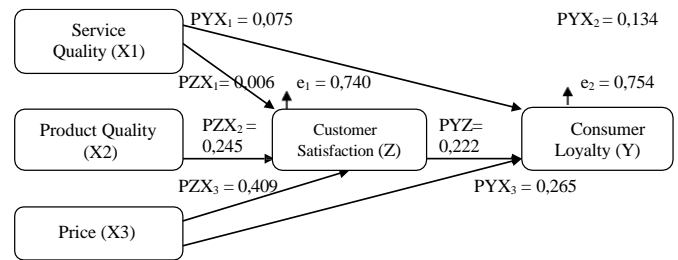 PYX₁ = 0,075
PYX₂ = 0,134
Service
Quality (X1)
PZX₁= 0,006
e₁ = 0,740
e₂ = 0,754
Product Quality
(X2)
PZX₂ =
0,245
Customer
Satisfaction (Z)
PYZ=
0,222
Consumer
Loyalty (Y)
PZX₃ = 0,409
PYX₃ = 0,265
Price (X3)